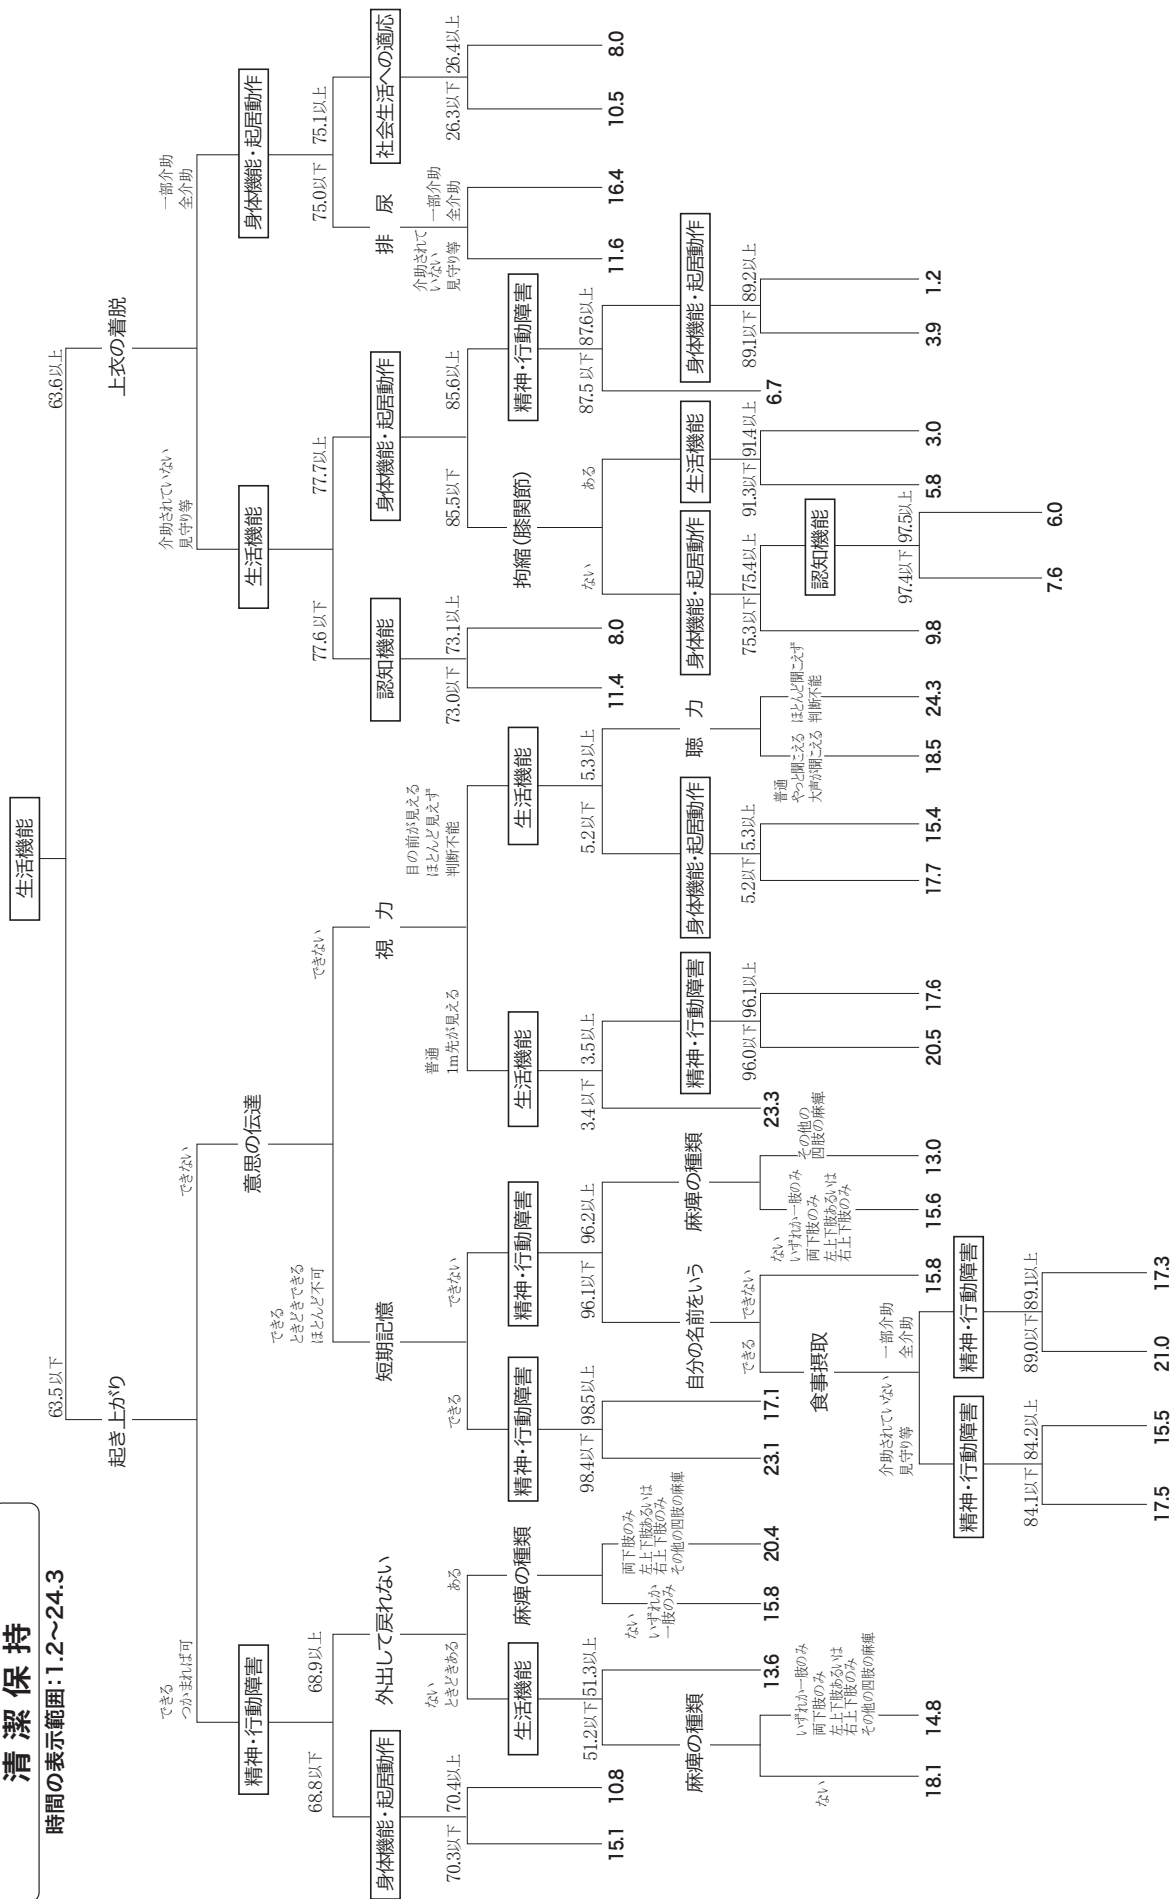 清潔保持
時間の表示範囲：1.2～24.3
生活機能
63.5以下
63.6以上
起き上がり
上衣の着脱
できる
つかまれば可
できない
介助されていない
見守り等
一部介助
全介助
精神・行動障害
意思の伝達
生活機能
身体機能・起居動作
68.8以下
68.9以上
できる
ときどきできる
ほとんど不可
できない
77.6以下
77.7以上
75.0以下
75.1以上
身体機能・起居動作
外出して戻れない
短期記憶
視力
認知機能
身体機能・起居動作
排尿
社会生活への適応
70.3以下
70.4以上
ない
ときどきある
ある
できる
できない
普通
1m先が見える
目の前が見える
ほとんど見えず
判断不能
73.0以下
73.1以上
85.5以下
85.6以上
介助されて
いない
見守り等
一部介助
全介助
26.3以下
26.4以上
15.1
10.8
生活機能
麻痺の種類
精神・行動障害
精神・行動障害
生活機能
生活機能
11.4
8.0
拘縮（膝関節）
精神・行動障害
11.6
16.4
10.5
8.0
51.2以下
51.3以上
ない
いずれか
一肢のみ
両下肢のみ
左上下肢あるいは
右上下肢のみ
その他の四肢の麻痺
98.4以下
98.5以上
96.1以下
96.2以上
3.4以下
3.5以上
5.2以下
5.3以上
ない
ある
87.5以下
87.6以上
麻痺の種類
13.6
15.8
20.4
23.1
17.1
自分の名前をいう
麻痺の種類
23.3
精神・行動障害
身体機能・起居動作
聴力
身体機能・起居動作
生活機能
6.7
身体機能・起居動作
ない
いずれか一肢のみ
両下肢のみ
左上下肢あるいは
右上下肢のみ
その他の四肢の麻痺
できる
できない
ない
いずれか一肢のみ
両下肢のみ
左上下肢あるいは
右上下肢のみ
その他の
四肢の麻痺
96.0以下
96.1以上
5.2以下
5.3以上
普通
やっと聞こえる
大声が聞こえる
ほとんど聞こえず
判断不能
75.3以下
75.4以上
91.3以下
91.4以上
89.1以下
89.2以上
18.1
14.8
食事摂取
15.8
15.6
13.0
20.5
17.6
17.7
15.4
18.5
24.3
9.8
認知機能
5.8
3.0
3.9
1.2
介助されていない
見守り等
一部介助
全介助
97.4以下
97.5以上
精神・行動障害
精神・行動障害
7.6
6.0
84.1以下
84.2以上
89.0以下
89.1以上
17.5
15.5
21.0
17.3